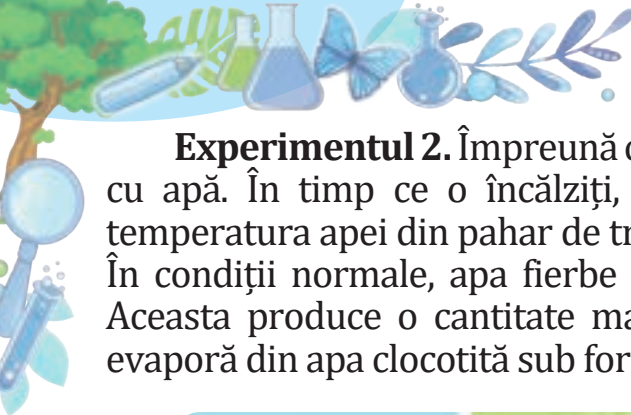 Experimentul 2. Împreună
cu apă. În timp ce o încălziți,
temperatura apei din pahar de
În condiții normale, apa fierbe
Aceasta produce o cantitate
evaporă din apa clocotită sub